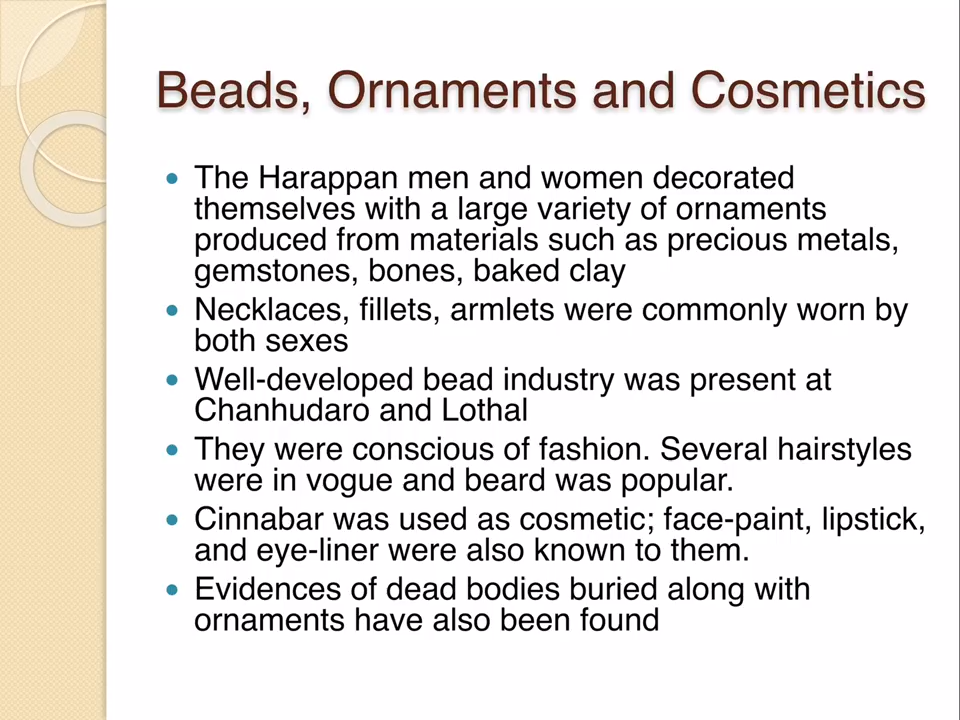 Beads, Ornaments and Cosmetics
• The Harappan men and women decorated
themselves with a large variety of ornaments
produced from materials such as precious metals,
gemstones, bones, baked clay
• Necklaces, fillets, armlets were commonly worn by
both sexes
• Well-developed bead industry was present at
Chanhudaro and Lothal
• They were conscious of fashion. Several hairstyles
were in vogue and beard was popular.
• Cinnabar was used as cosmetic; face-paint, lipstick,
and eye-liner were also known to them.
• Evidences of dead bodies buried along with
ornaments have also been found